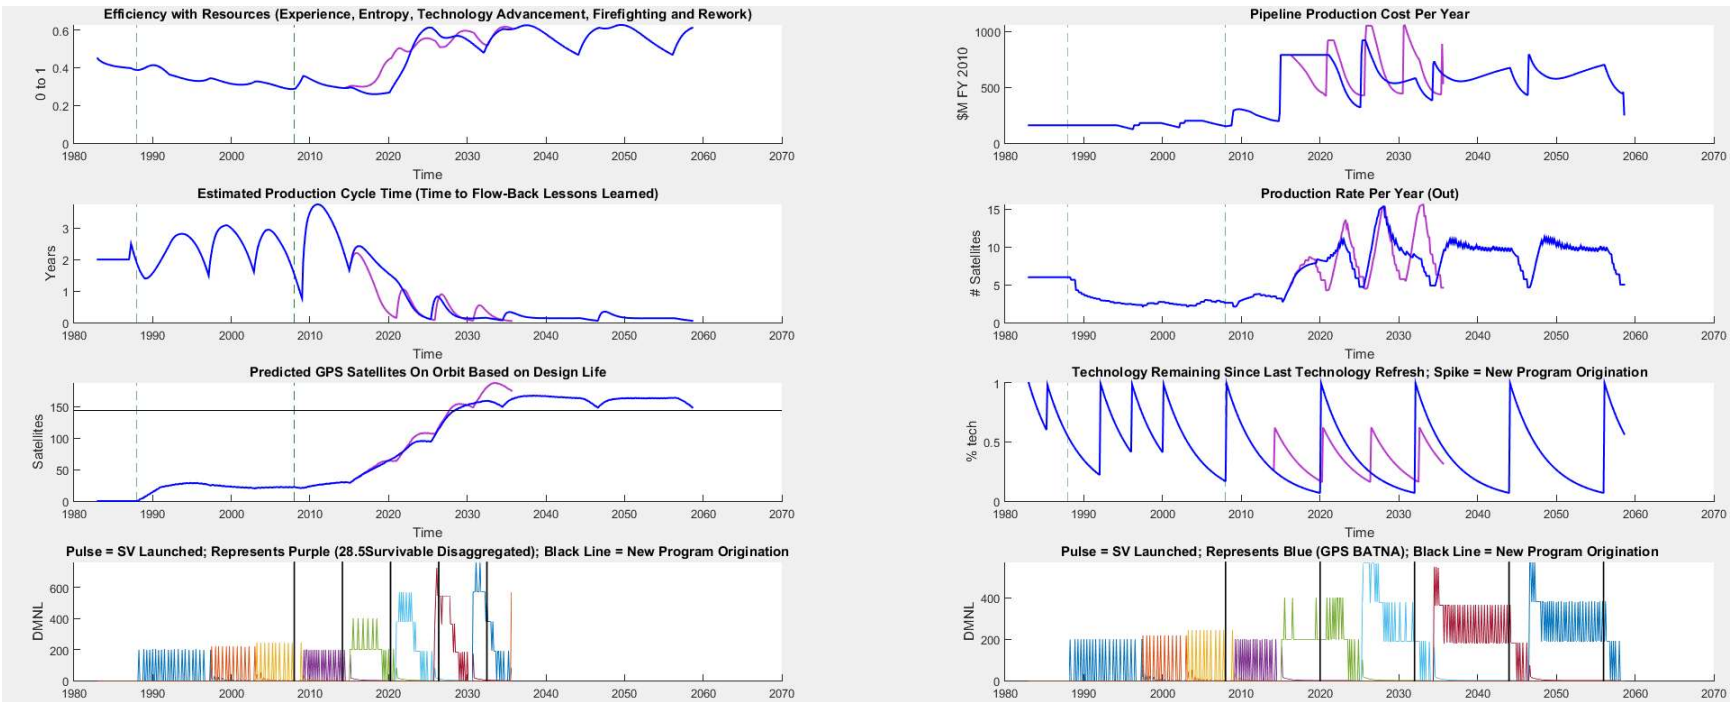 Efficiency with Resources (Experience, Entropy, Technology Advancement, Firefighting and Rework)
0 to 1
0.6
0.4
0.2
0
1980 1990 2000 2010 2020 2030 2040 2050 2060 2070
Time
Pipeline Production Cost Per Year
$M FY 2010
1000
500
0
1980 1990 2000 2010 2020 2030 2040 2050 2060 2070
Time
Estimated Production Cycle Time (Time to Flow-Back Lessons Learned)
Years
3
2
1
0
1980 1990 2000 2010 2020 2030 2040 2050 2060 2070
Time
Production Rate Per Year (Out)
# Satellites
15
10
5
0
1980 1990 2000 2010 2020 2030 2040 2050 2060 2070
Time
Predicted GPS Satellites On Orbit Based on Design Life
Satellites
150
100
50
0
1980 1990 2000 2010 2020 2030 2040 2050 2060 2070
Time
Technology Remaining Since Last Technology Refresh; Spike = New Program Origination
% tech
1
0.5
0
1980 1990 2000 2010 2020 2030 2040 2050 2060 2070
Time
Pulse = SV Launched; Represents Purple (28.5Survivable Disaggregated); Black Line = New Program Origination
DMNL
600
400
200
0
1980 1990 2000 2010 2020 2030 2040 2050 2060 2070
Pulse = SV Launched; Represents Blue (GPS BATNA); Black Line = New Program Origination
DMNL
400
200
0
1980 1990 2000 2010 2020 2030 2040 2050 2060 2070